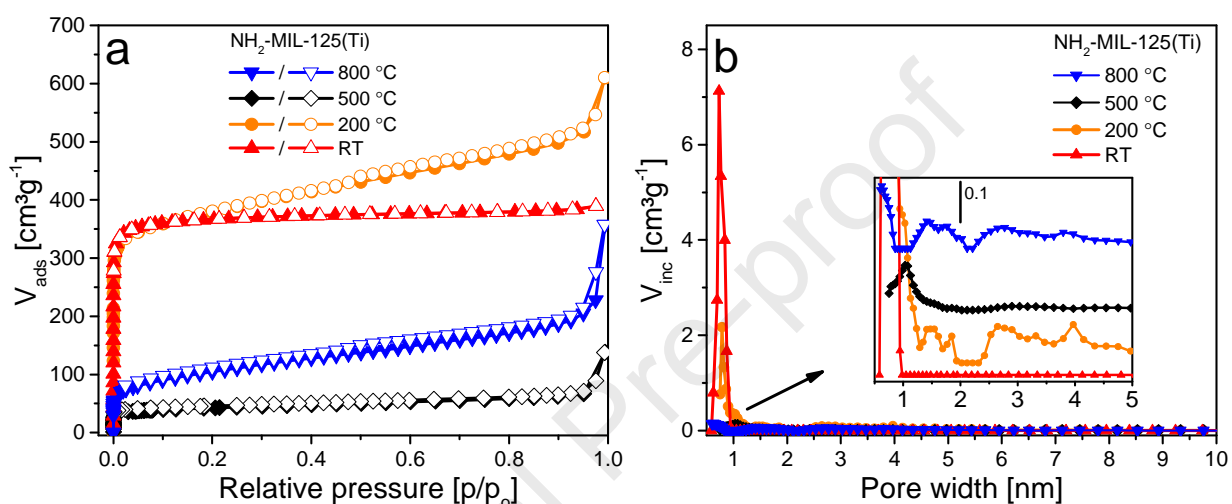 a
NH₂-MIL-125(Ti)
/ 800 °C
/ 500 °C
/ 200 °C
/ RT
V_ads [cm³g⁻¹]
700
600
500
400
300
200
100
0
0.0 0.2 0.4 0.6 0.8 1.0
Relative pressure [p/p₀]
b
NH₂-MIL-125(Ti)
800 °C
500 °C
200 °C
RT
V_inc [cm³g⁻¹]
8
6
4
2
0
0.1
1 2 3 4 5
1 2 3 4 5 6 7 8 9 10
Pore width [nm]
Pre-proof